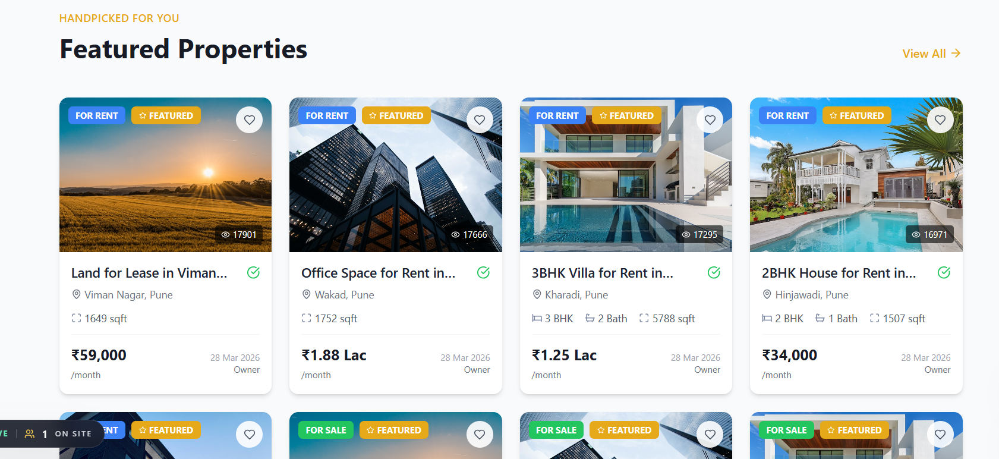 HANDPICKED FOR YOU
Featured Properties
View All
FOR RENT FEATURED
17901
Land for Lease in Viman...
Viman Nagar, Pune
1649 sqft
₹59,000
/month
28 Mar 2026
Owner
FOR RENT FEATURED
17666
Office Space for Rent in...
Wakad, Pune
1752 sqft
₹1.88 Lac
/month
28 Mar 2026
Owner
FOR RENT FEATURED
17295
3BHK Villa for Rent in...
Kharadi, Pune
3 BHK 2 Bath 5788 sqft
₹1.25 Lac
/month
28 Mar 2026
Owner
FOR RENT FEATURED
16971
2BHK House for Rent in...
Hinjawadi, Pune
2 BHK 1 Bath 1507 sqft
₹34,000
/month
28 Mar 2026
Owner
FEATURED
FOR SALE FEATURED
FOR SALE FEATURED
FOR SALE FEATURED
1 ON SITE